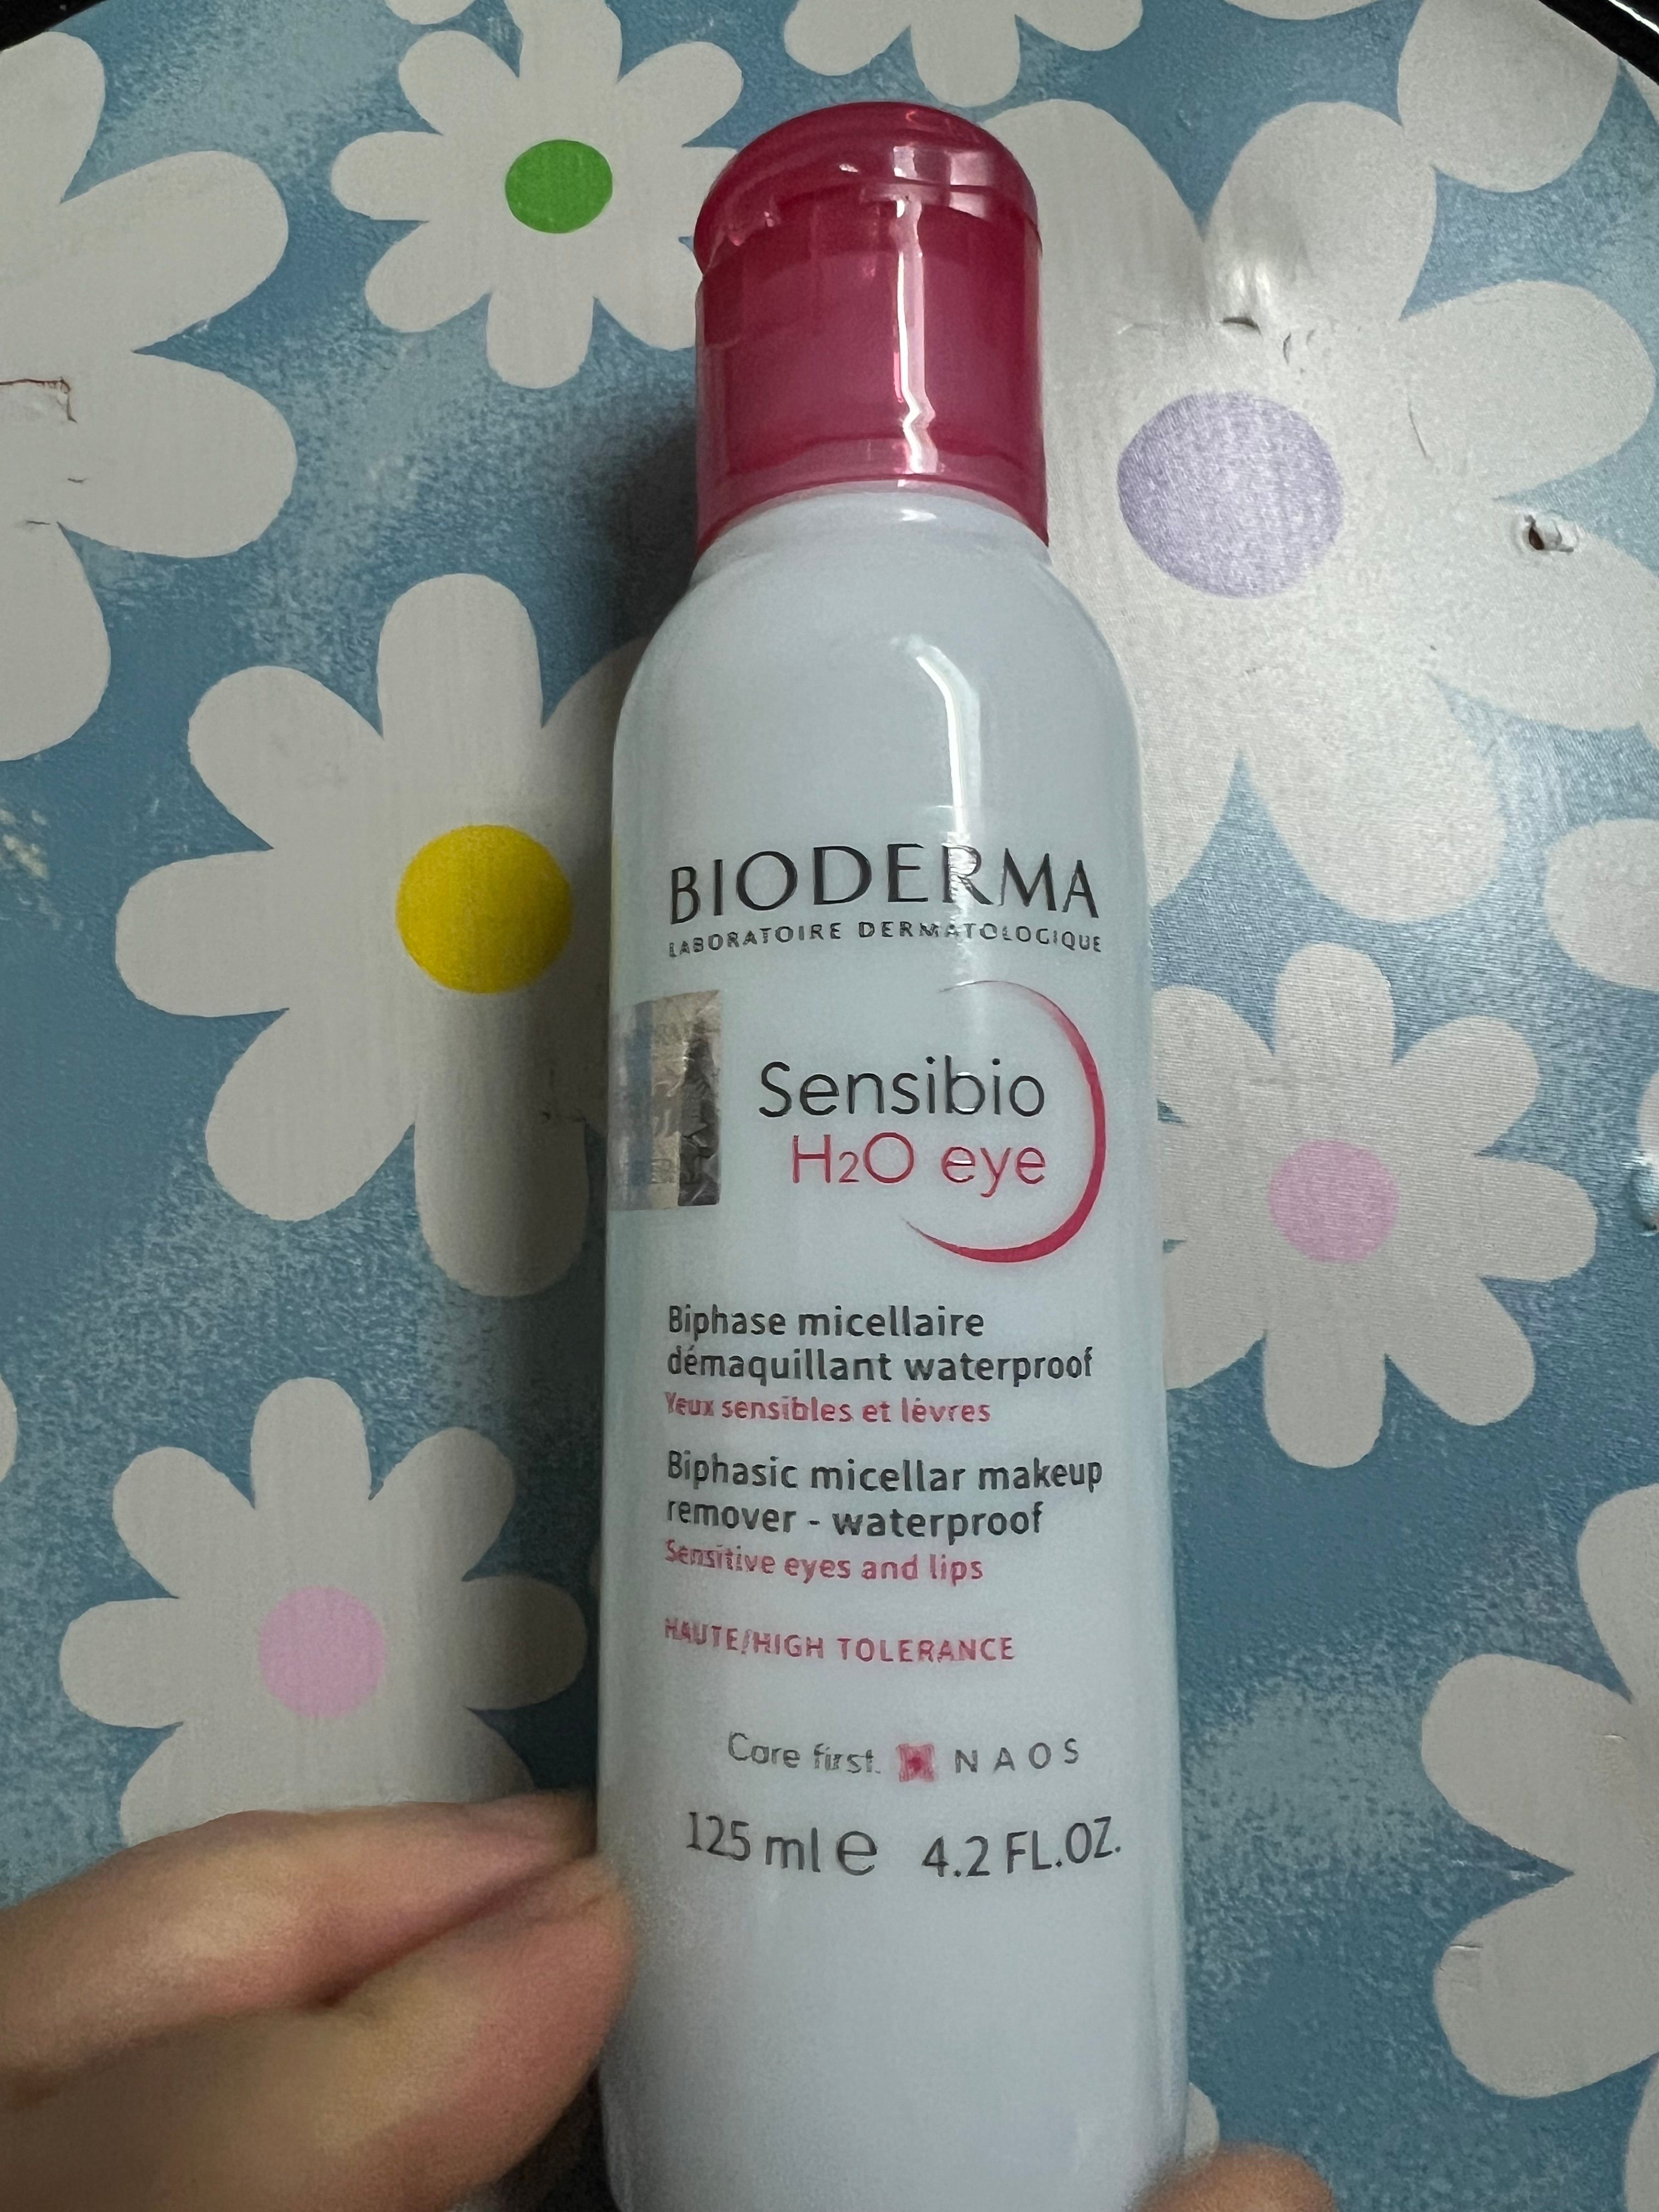 BIODERMA
LABORATOIRE DERMATOLOGIQUE
Sensibio
H2O eye
Biphase micellaire
démaquillant waterproof
Yeux sensibles et lèvres
Biphasic micellar makeup
remover - waterproof
Sensitive eyes and lips
HAUTE/HIGH TOLERANCE
Care first. NAOS
125 ml e 4.2 FL.OZ.